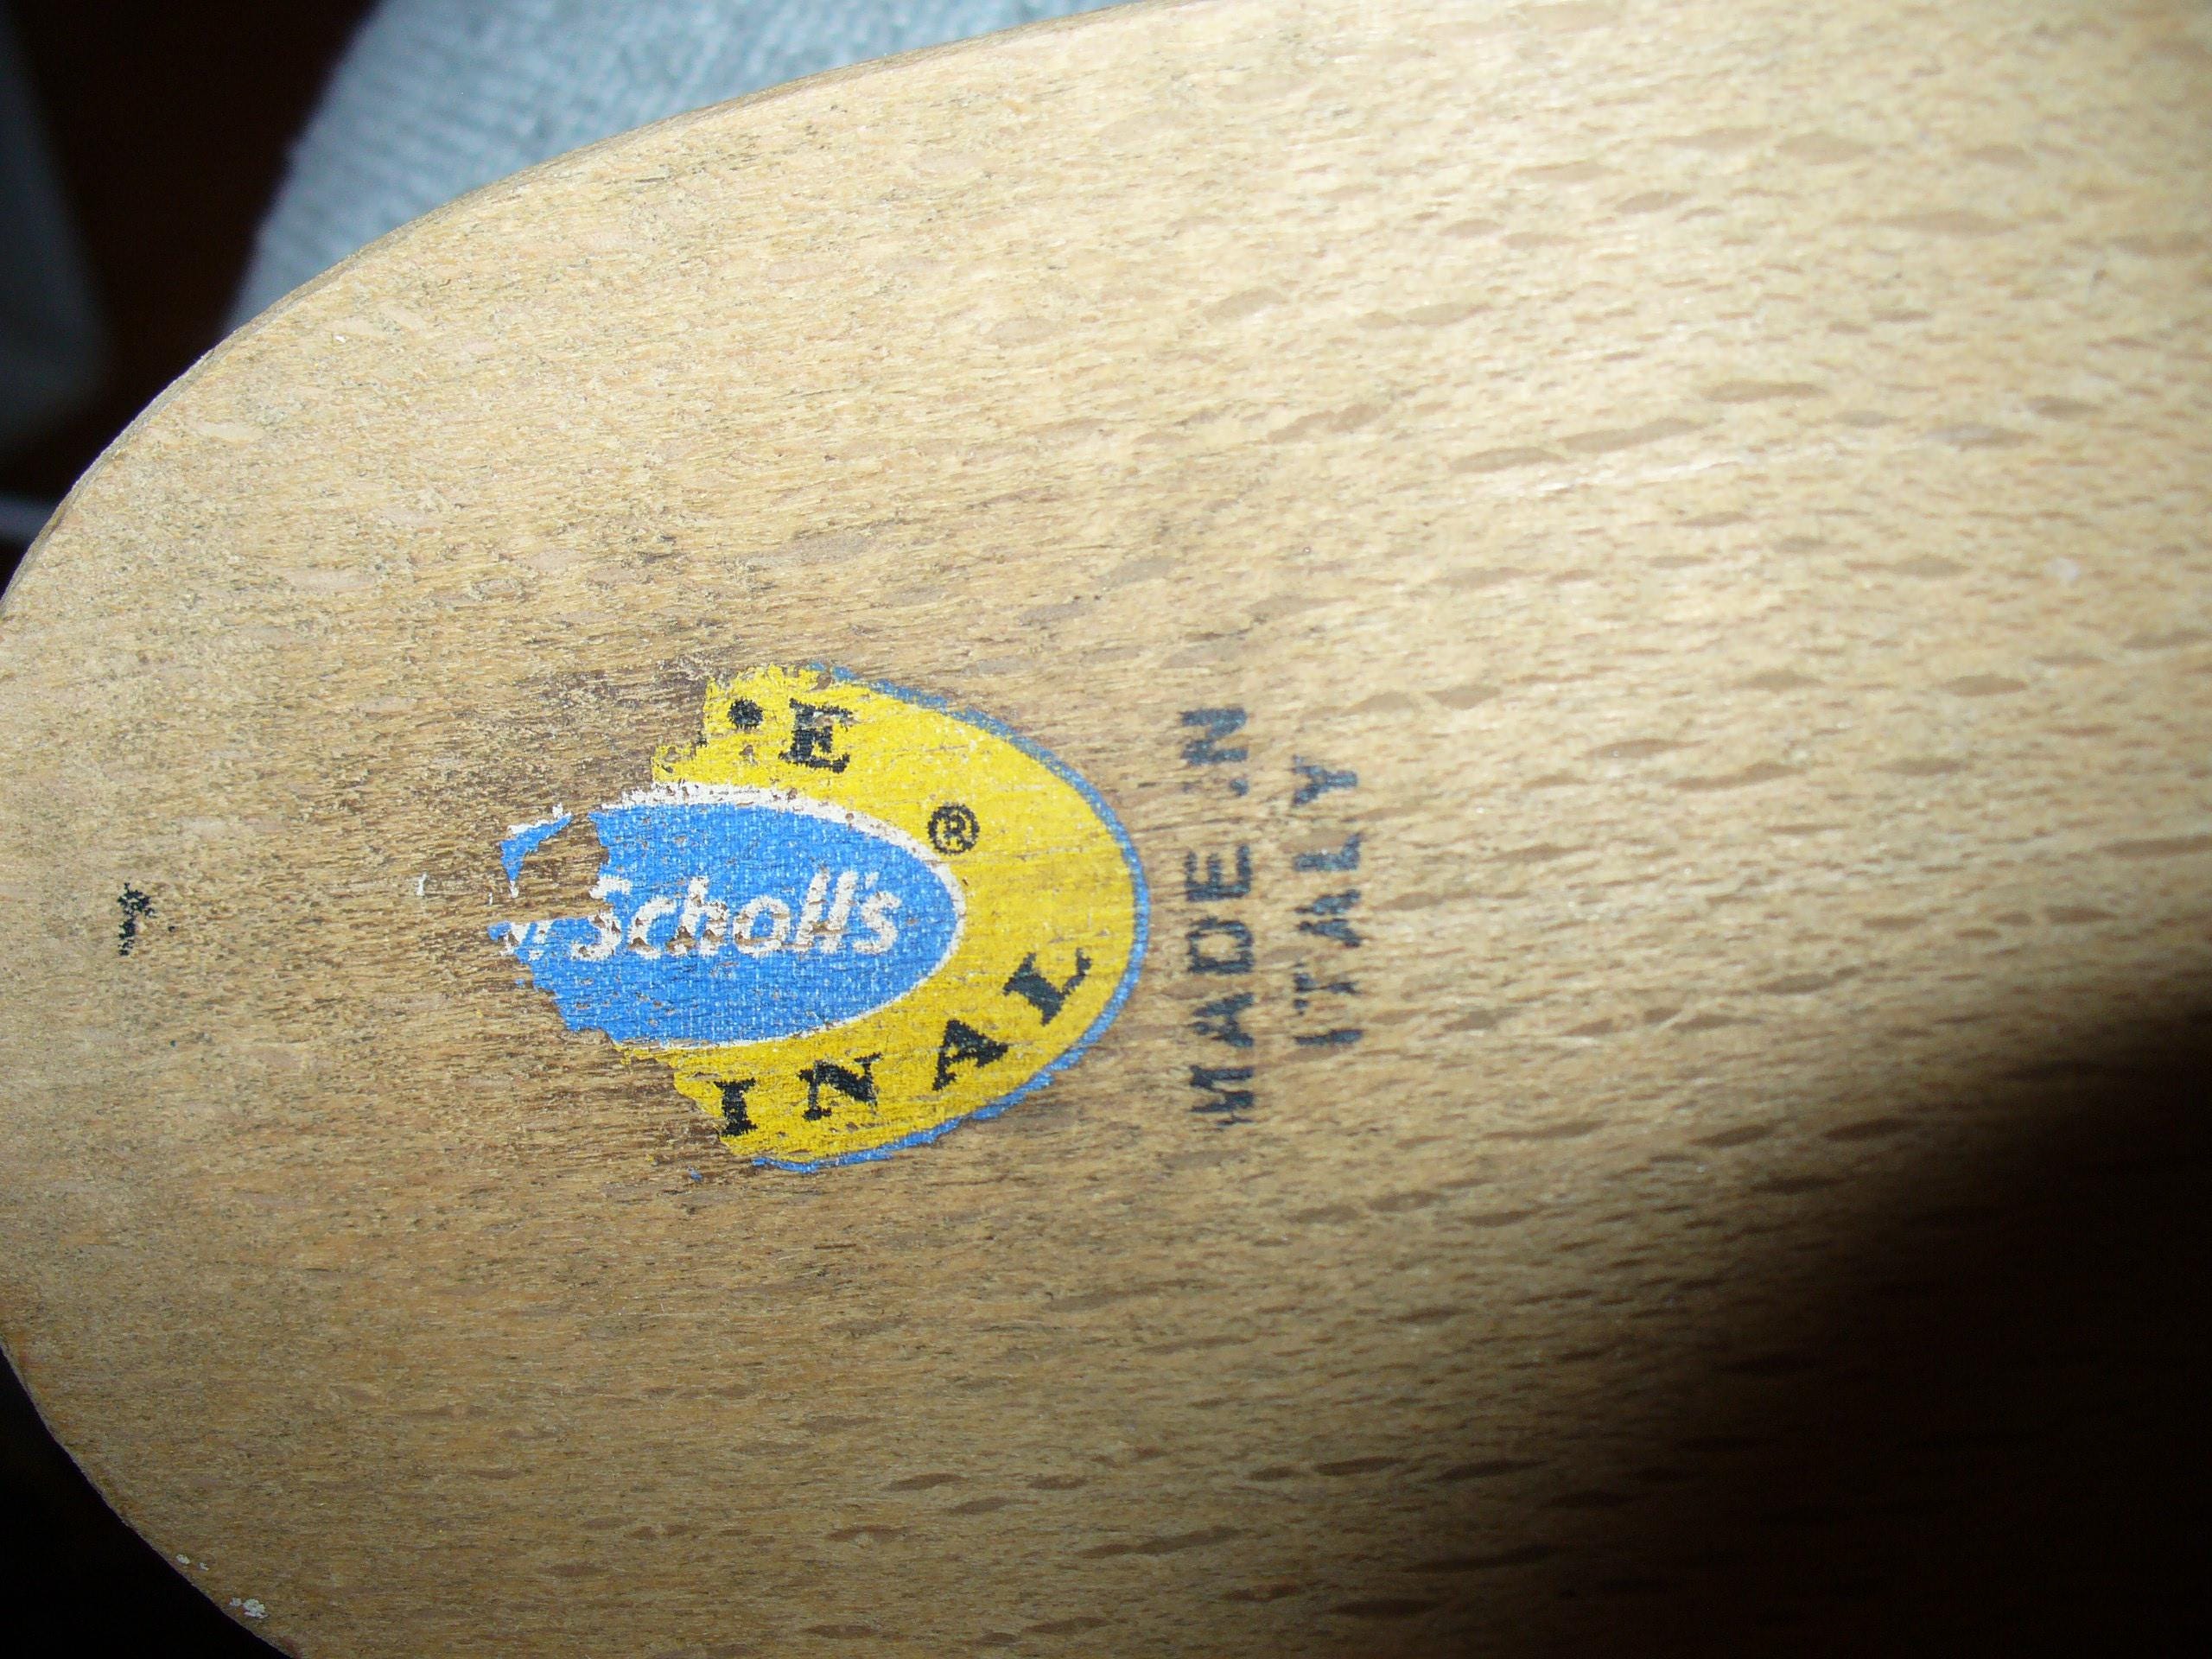 E
®
Scholl's
INAL
MADE IN
ITALY